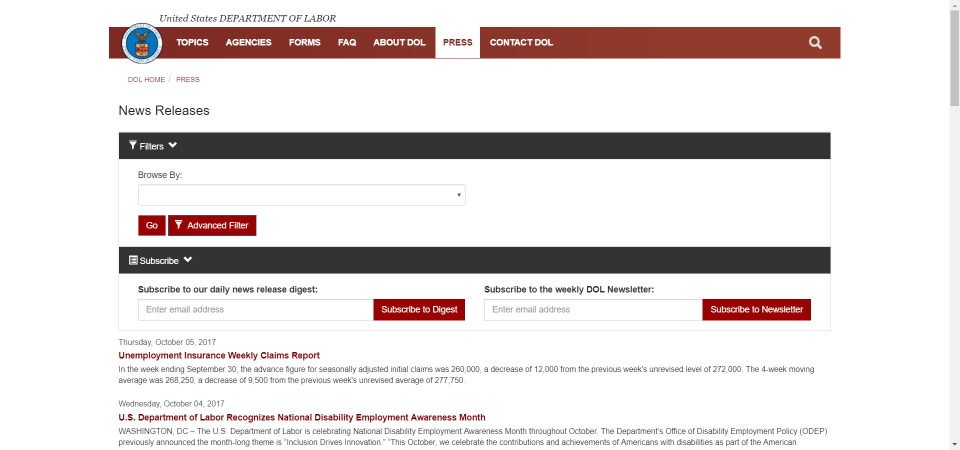 United States DEPARTMENT OF LABOR
TOPICS AGENCIES FORMS FAQ ABOUT DOL PRESS CONTACT DOL
DOL HOME / PRESS
News Releases
Filters
Browse By:
Go Advanced Filter
Subscribe
Subscribe to our daily news release digest: Subscribe to the weekly DOL Newsletter:
Enter email address Subscribe to Digest Enter email address Subscribe to Newsletter
Thursday, October 05, 2017
Unemployment Insurance Weekly Claims Report
In the week ending September 30, the advance figure for seasonally adjusted initial claims was 260,000, a decrease of 12,000 from the previous week's unrevised level of 272,000. The 4-week moving
average was 268,250, a decrease of 9,500 from the previous week's unrevised average of 277,750.
Wednesday, October 04, 2017
U.S. Department of Labor Recognizes National Disability Employment Awareness Month
WASHINGTON, DC – The U.S. Department of Labor is celebrating National Disability Employment Awareness Month throughout October. The Department's Office of Disability Employment Policy (ODEP)
previously announced the month-long theme is "Inclusion Drives Innovation." "This October, we celebrate the contributions and achievements of Americans with disabilities as part of the American